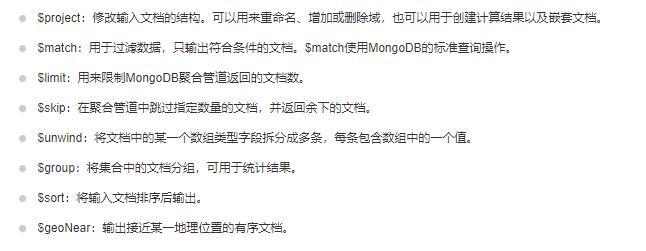 $project：修改输入文档的结构。可以用来重命名、增加或删除域，也可以用于创建计算结果以及嵌套文档。
$match：用于过滤数据，只输出符合条件的文档。$match使用MongoDB的标准查询操作。
$limit：用来限制MongoDB聚合管道返回的文档数。
$skip：在聚合管道中跳过指定数量的文档，并返回余下的文档。
$unwind：将文档中的某一个数组类型字段拆分成多条，每条包含数组中的一个值。
$group：将集合中的文档分组，可用于统计结果。
$sort：将输入文档排序后输出。
$geoNear：输出接近某一地理位置的有序文档。